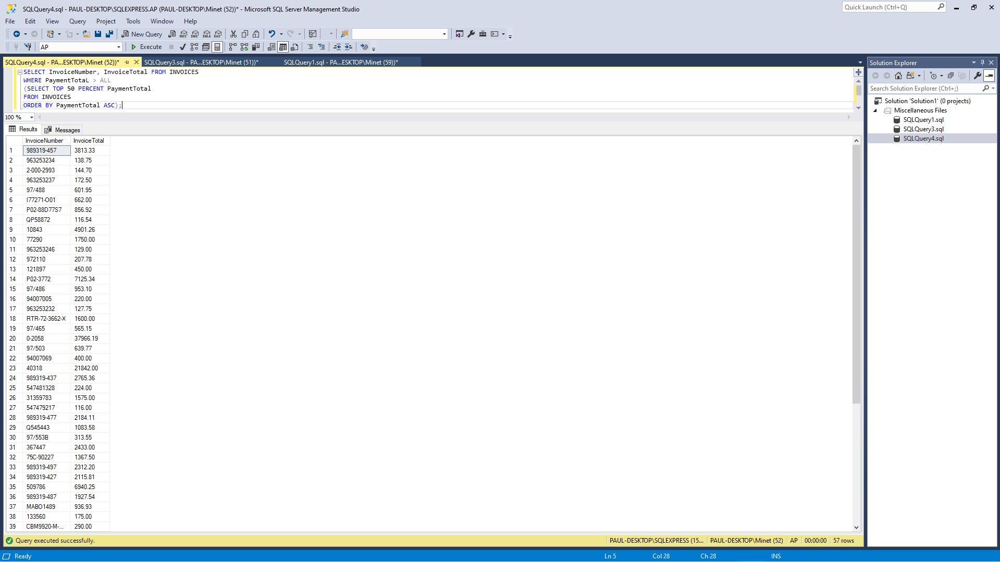 SQLQuery4.sql - PAUL-DESKTOP\SQLEXPRESS.AP (PAUL-DESKTOP\Minet (52))* - Microsoft SQL Server Management Studio
Quick Launch (Ctrl+Q)
File Edit View Query Project Tools Window Help
New Query MDX DMX XMLA DAX
AP Execute
SQLQuery4.sql - PA...ESKTOP\Minet (52))* SQLQuery3.sql - PA...ESKTOP\Minet (51))* SQLQuery1.sql - PA...ESKTOP\Minet (59))*
SELECT InvoiceNumber, InvoiceTotal FROM INVOICES
WHERE PaymentTotaL > ALL
(SELECT TOP 50 PERCENT PaymentTotal
FROM INVOICES
ORDER BY PaymentTotal ASC);
100 %
Results Messages
InvoiceNumber InvoiceTotal
1 989319-457 3813.33
2 963253234 138.75
3 2-000-2993 144.70
4 963253237 172.50
5 97/488 601.95
6 I77271-O01 662.00
7 P02-88D77S7 856.92
8 QP58872 116.54
9 10843 4901.26
10 77290 1750.00
11 963253246 129.00
12 972110 207.78
13 121897 450.00
14 P02-3772 7125.34
15 97/486 953.10
16 94007005 220.00
17 963253232 127.75
18 RTR-72-3662-X 1600.00
19 97/465 565.15
20 0-2058 37966.19
21 97/503 639.77
22 94007069 400.00
23 40318 21842.00
24 989319-437 2765.36
25 547481328 224.00
26 31359783 1575.00
27 547479217 116.00
28 989319-477 2184.11
29 Q545443 1083.58
30 97/553B 313.55
31 367447 2433.00
32 75C-90227 1367.50
33 989319-497 2312.20
34 989319-427 2115.81
35 509786 6940.25
36 989319-487 1927.54
37 MABO1489 936.93
38 133560 175.00
39 CBM9920-M-... 290.00
Query executed successfully. PAUL-DESKTOP\SQLEXPRESS (15... PAUL-DESKTOP\Minet (52) AP 00:00:00 57 rows
Solution Explorer
Search Solution Explorer (Ctrl+;)
Solution 'Solution1' (0 projects)
Miscellaneous Files
SQLQuery1.sql
SQLQuery3.sql
SQLQuery4.sql
Ready Ln 5 Col 28 Ch 28 INS